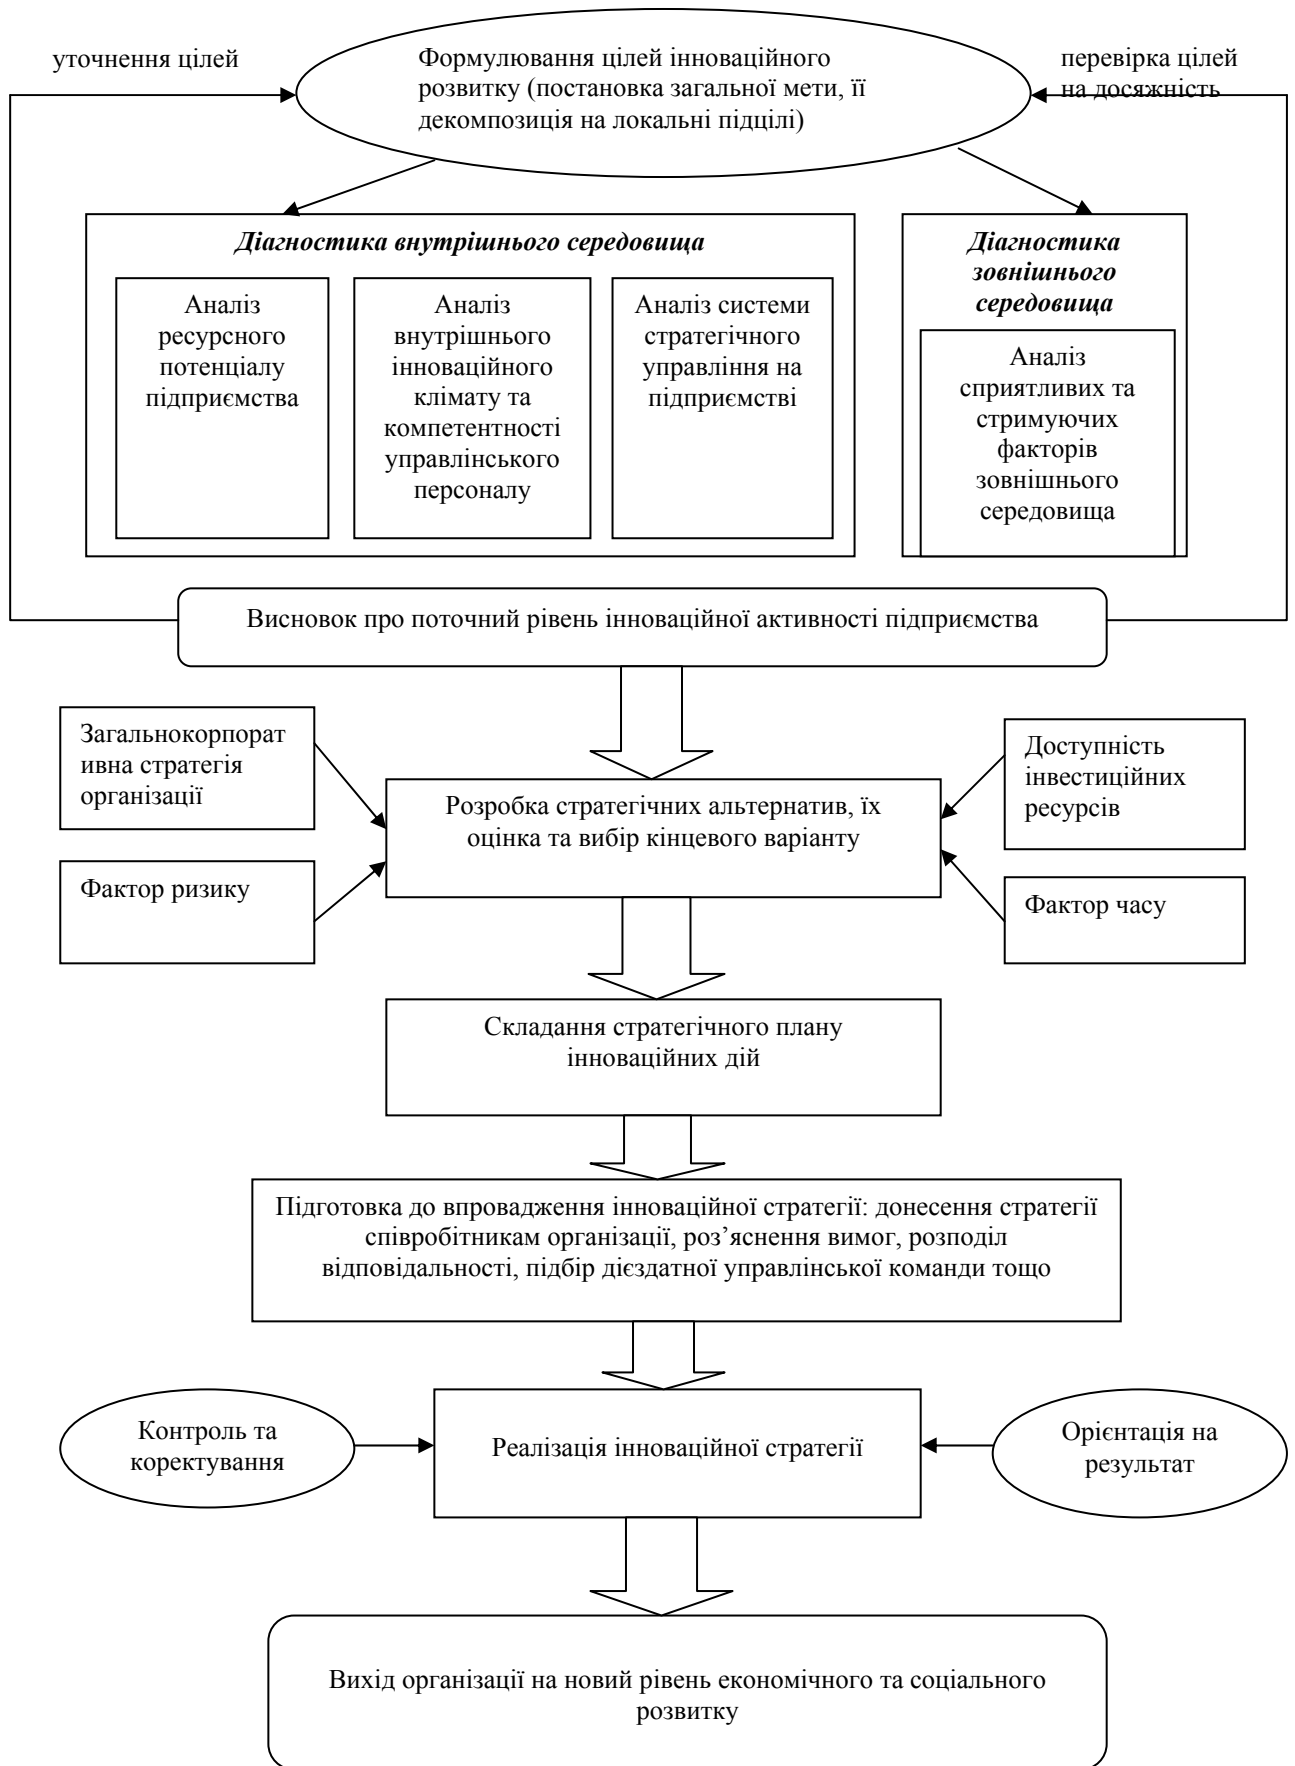 уточнення цілей
Формулювання цілей інноваційного
розвитку (постановка загальної мети, її
декомпозиція на локальні підцілі)
перевірка цілей
на досяжність
Діагностика внутрішнього середовища
Аналіз
ресурсного
потенціалу
підприємства
Аналіз
внутрішнього
інноваційного
клімату та
компетентності
управлінського
персоналу
Аналіз системи
стратегічного
управління на
підприємстві
Діагностика
зовнішнього
середовища
Аналіз
сприятливих та
стримуючих
факторів
зовнішнього
середовища
Висновок про поточний рівень інноваційної активності підприємства
Загальнокорпорат
ивна стратегія
організації
Фактор ризику
Розробка стратегічних альтернатив, їх
оцінка та вибір кінцевого варіанту
Доступність
інвестиційних
ресурсів
Фактор часу
Складання стратегічного плану
інноваційних дій
Підготовка до впровадження інноваційної стратегії: донесення стратегії
співробітникам організації, роз’яснення вимог, розподіл
відповідальності, підбір дієздатної управлінської команди тощо
Контроль та
коректування
Реалізація інноваційної стратегії
Орієнтація на
результат
Вихід організації на новий рівень економічного та соціального
розвитку